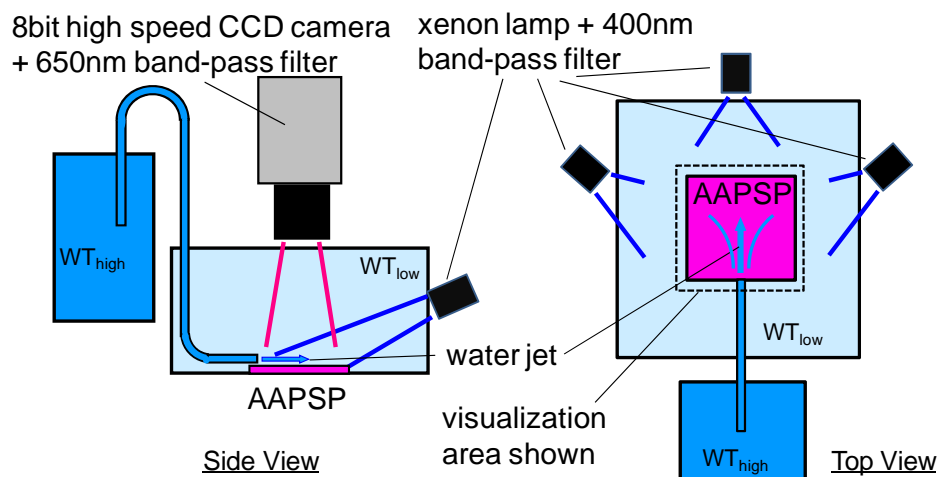 8bit high speed CCD camera
+ 650nm band-pass filter
xenon lamp + 400nm
band-pass filter
WThigh
WTlow
AAPSP
Side View
water jet
visualization
area shown
AAPSP
WTlow
WThigh
Top View